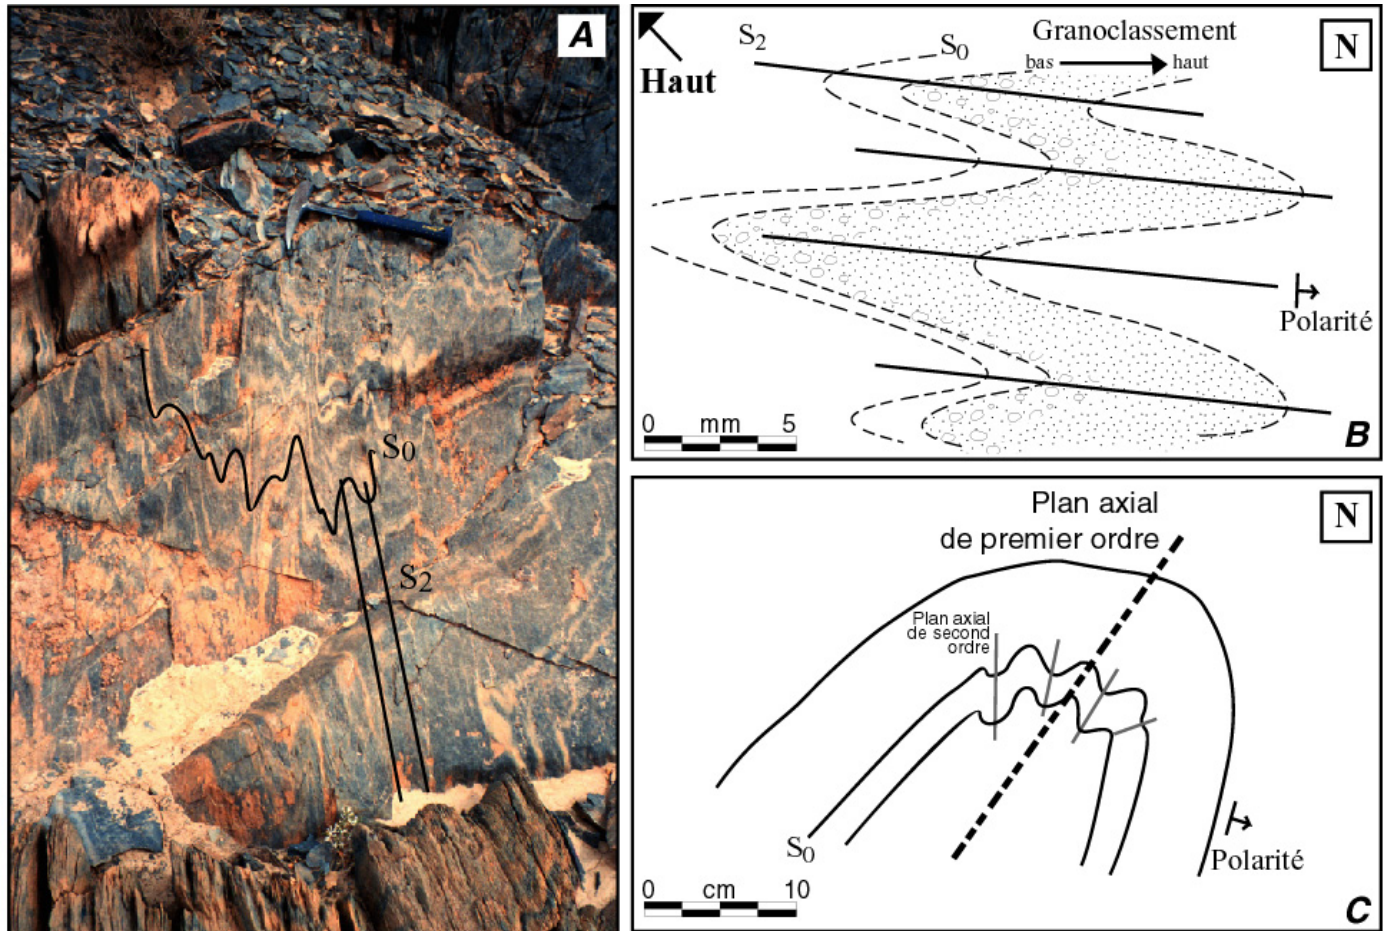 A
S0
S2
Haut
S2
S0
Granoclassement
bas
haut
N
Polarité
0 mm 5
B
Plan axial
de premier ordre
N
Plan axial
de second
ordre
S0
Polarité
0 cm 10
C